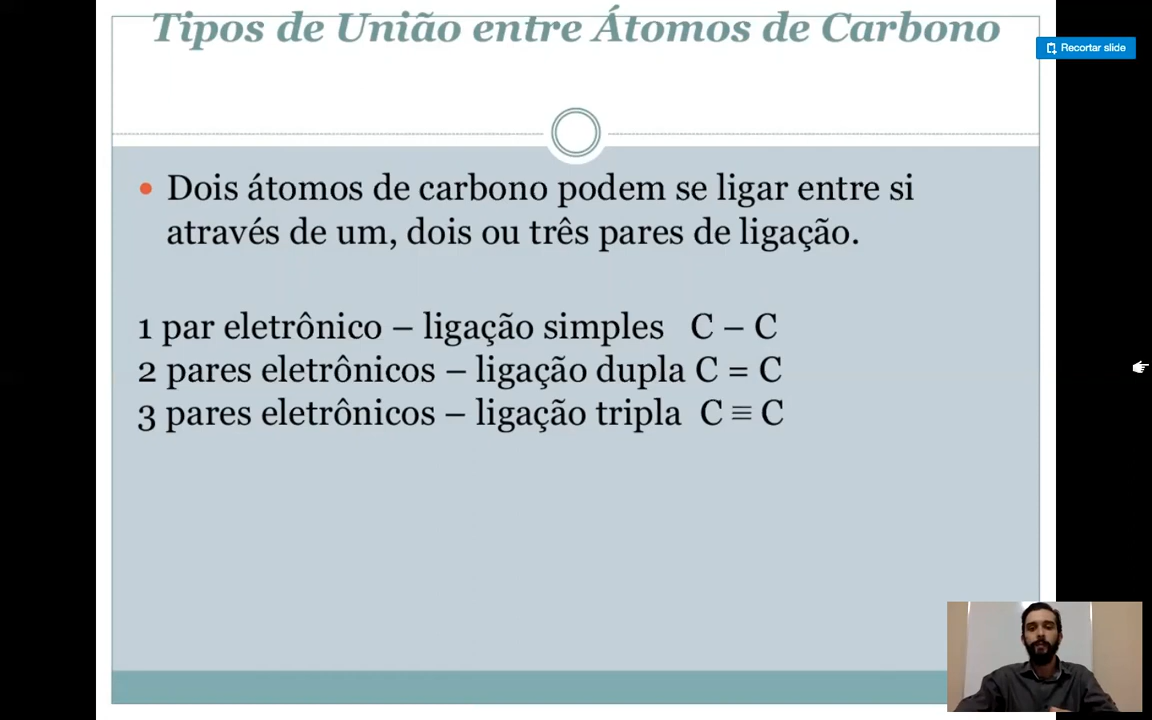 Tipos de União entre Átomos de Carbono
Recortar slide
Dois átomos de carbono podem se ligar entre si
através de um, dois ou três pares de ligação.
1 par eletrônico – ligação simples C – C
2 pares eletrônicos – ligação dupla C = C
3 pares eletrônicos – ligação tripla C ≡ C